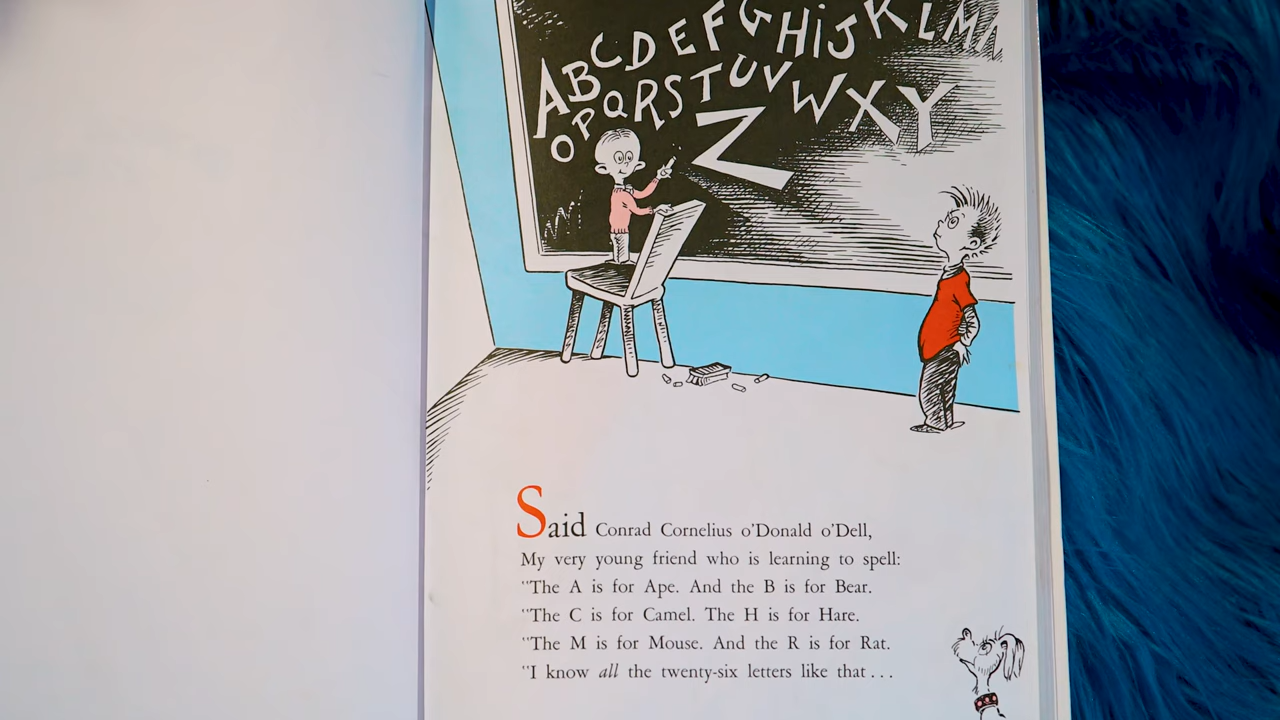 A B C D E F G H i J K L M N
O P Q R S T U V W X Y
Z
Said Conrad Cornelius o'Donald o'Dell,
My very young friend who is learning to spell:
"The A is for Ape. And the B is for Bear.
"The C is for Camel. The H is for Hare.
"The M is for Mouse. And the R is for Rat.
"I know all the twenty-six letters like that . . .